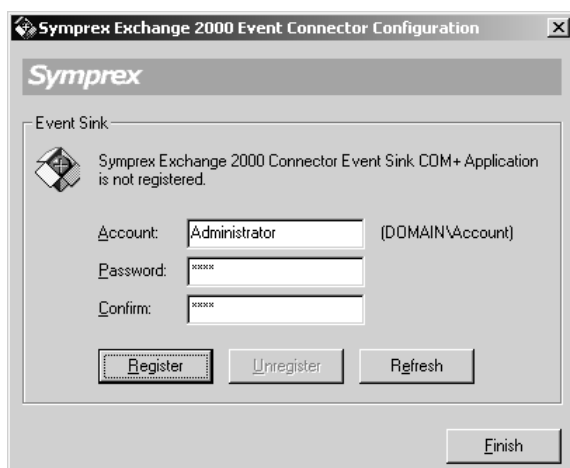 Symprex Exchange 2000 Event Connector Configuration
Symprex
Event Sink
Symprex Exchange 2000 Connector Event Sink COM+ Application
is not registered.
Account: Administrator (DOMAIN\Account)
Password: ****
Confirm: ****
Register Unregister Refresh
Finish